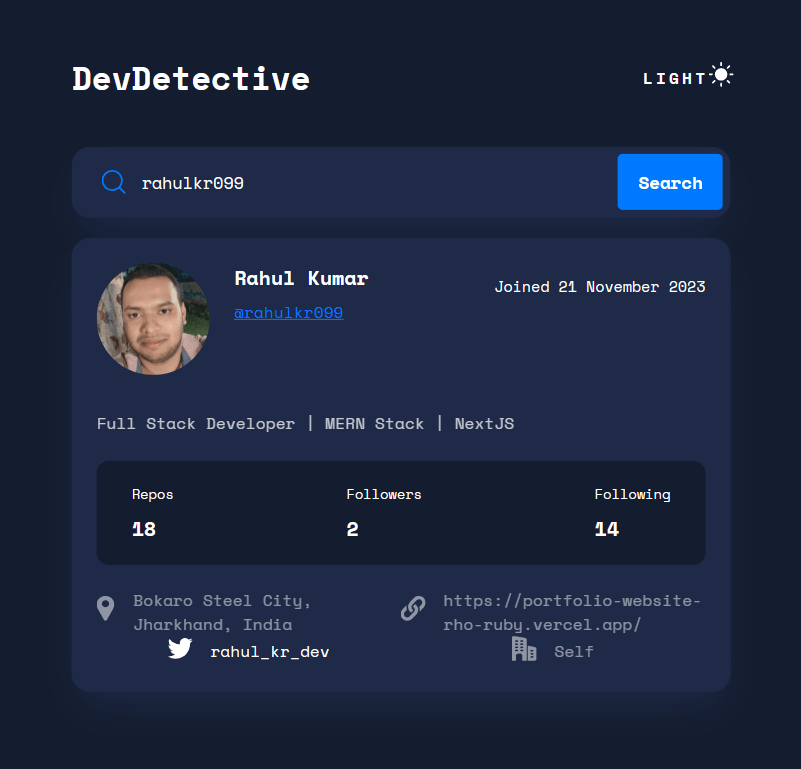 DevDetective
LIGHT
rahulkr099
Search
Rahul Kumar
Joined 21 November 2023
@rahulkr099
Full Stack Developer | MERN Stack | NextJS
Repos
Followers
Following
18
2
14
Bokaro Steel City,
Jharkhand, India
https://portfolio-website-
rho-ruby.vercel.app/
rahul_kr_dev
Self